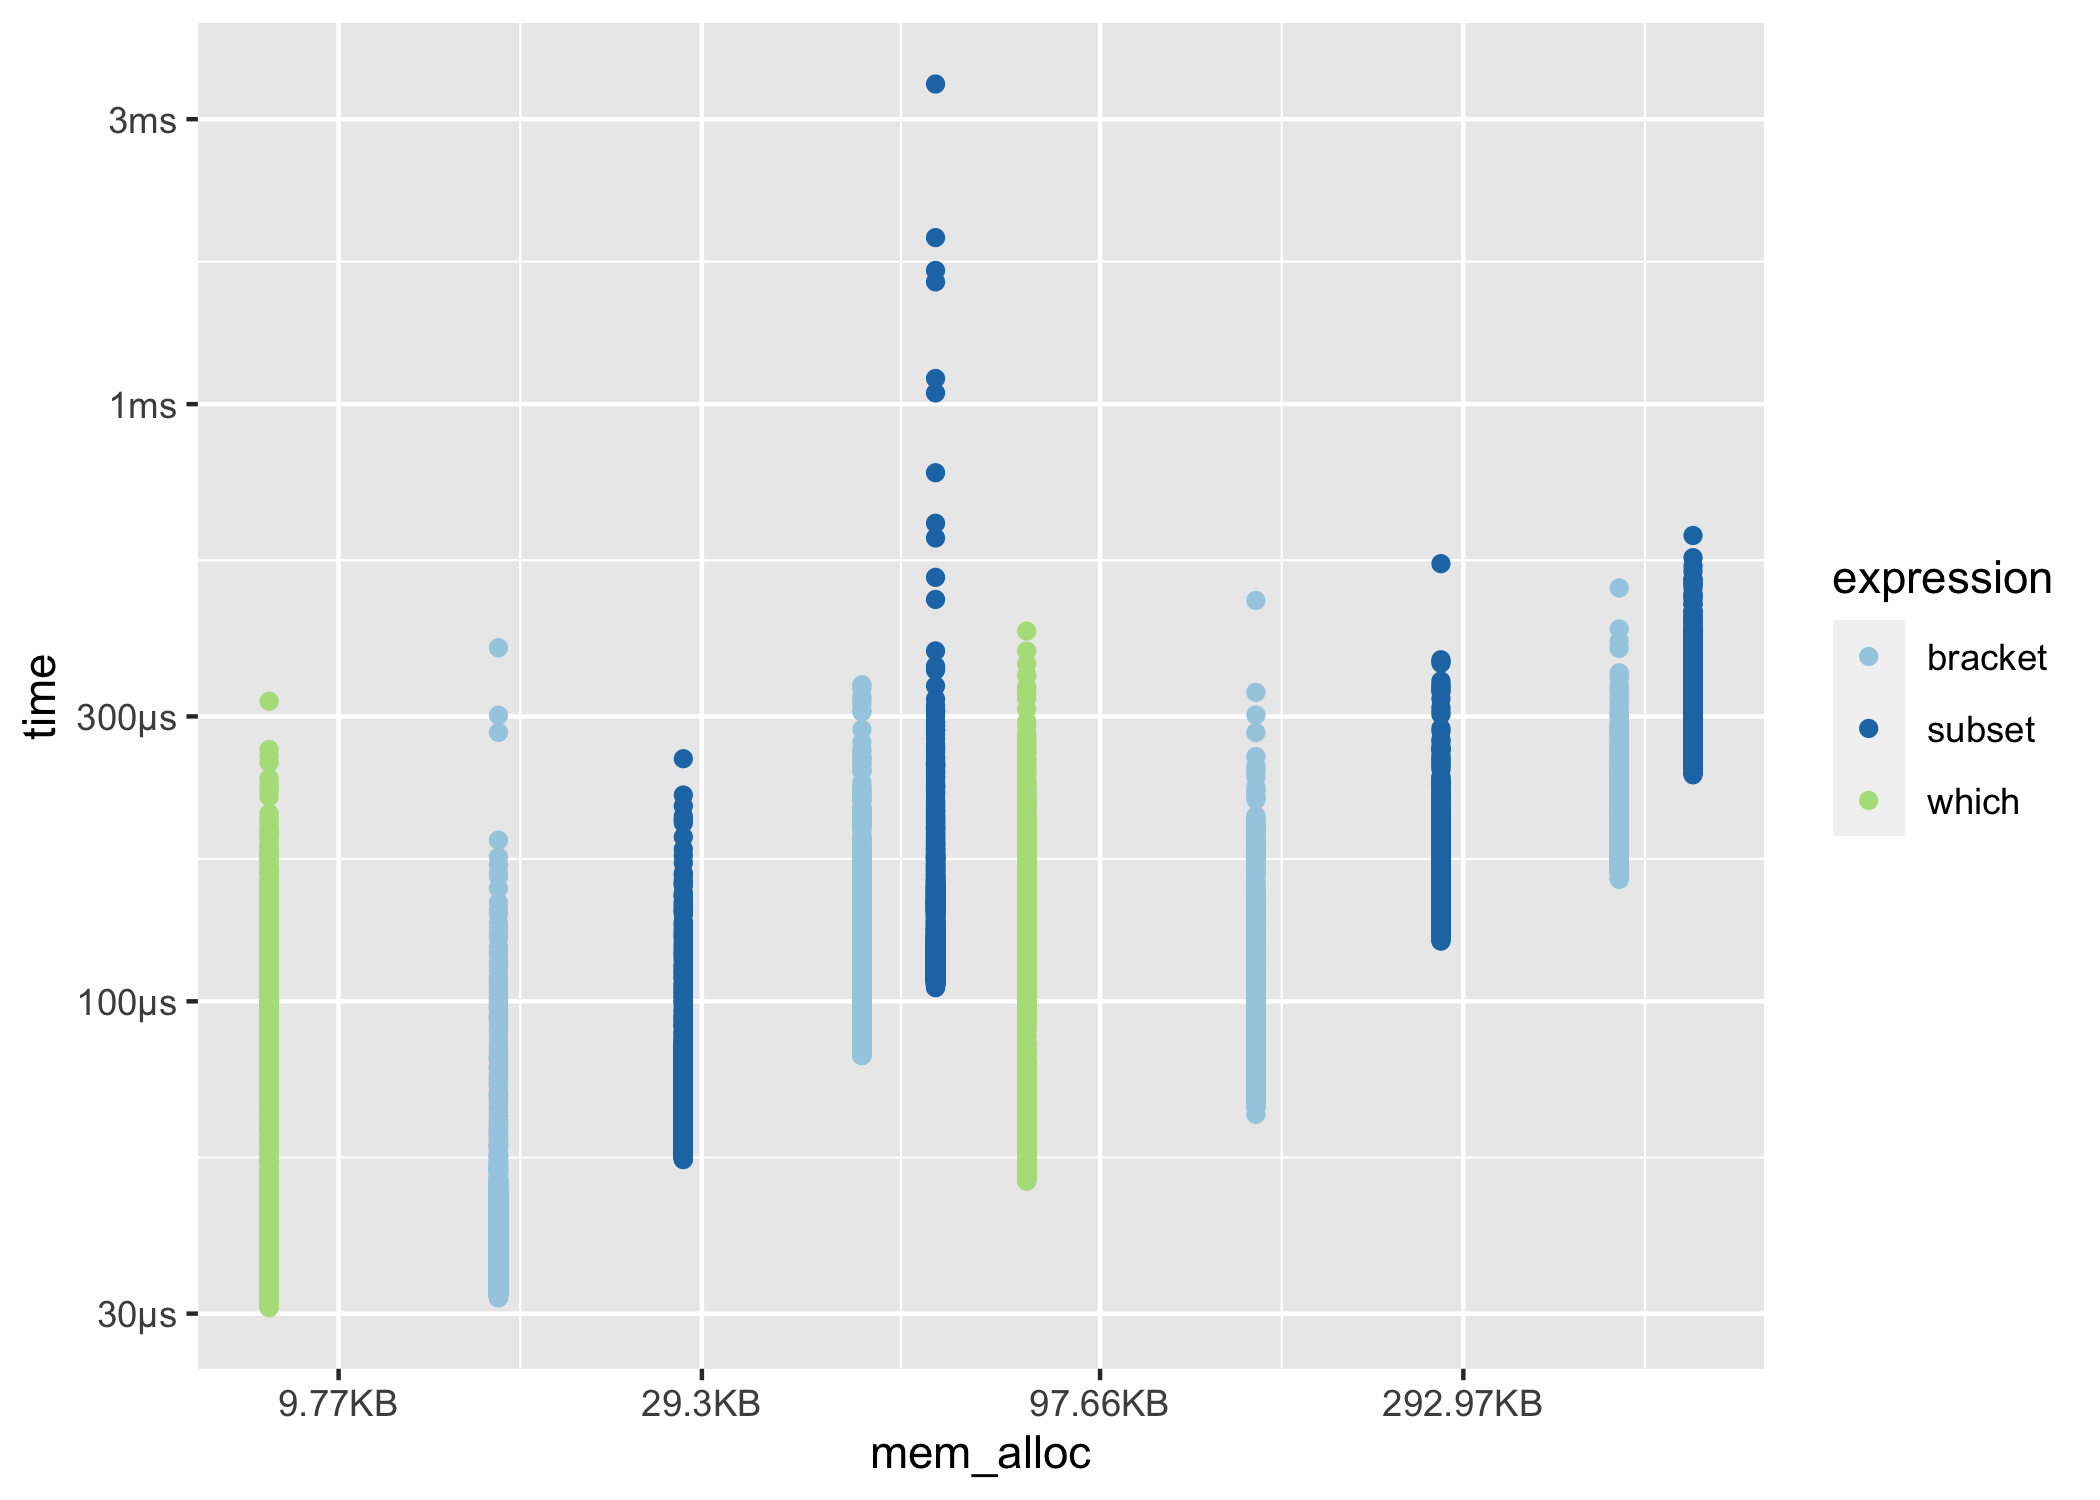 3ms
1ms
300µs
100µs
30µs
time
9.77KB
29.3KB
97.66KB
292.97KB
mem_alloc
expression
bracket
subset
which